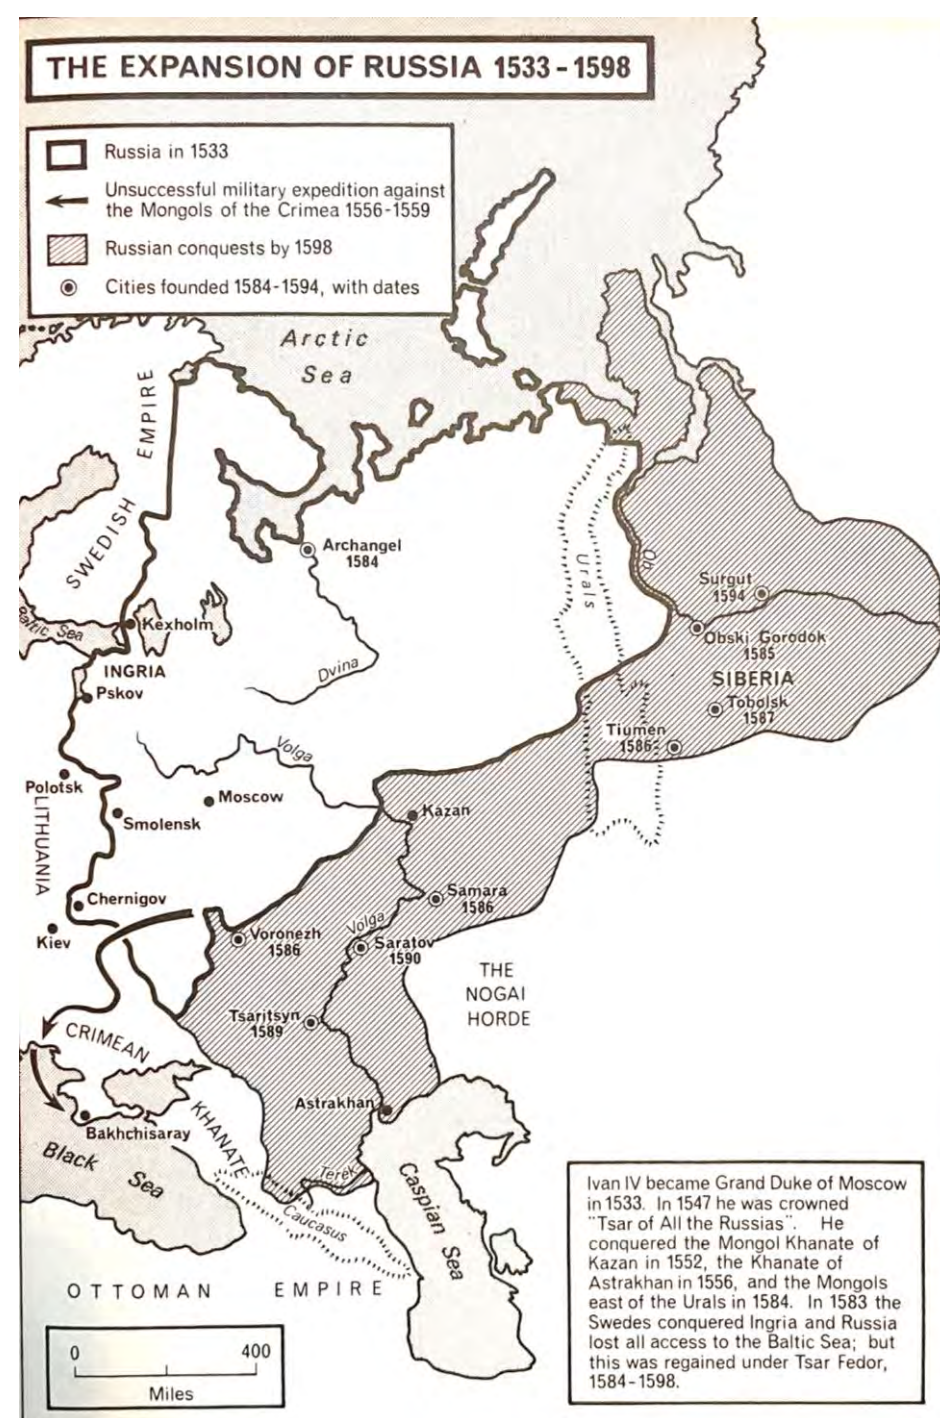 THE EXPANSION OF RUSSIA 1533-1598
Russia in 1533
Unsuccessful military expedition against
the Mongols of the Crimea 1556-1559
Russian conquests by 1598
Cities founded 1584-1594, with dates
Arctic
Sea
SWEDISH
EMPIRE
Archangel
1584
Urals
Ob
Surgut
1594
Baltic Sea
Kexholm
Obski Gorodok
1585
INGRIA
Pskov
Dvina
SIBERIA
Tobolsk
1587
Tiumen
1586
Volga
Polotsk
Moscow
Smolensk
Kazan
LITHUANIA
Chernigov
Samara
1586
Kiev
Voronezh
1586
Volga
Saratov
1590
THE
NOGAI
HORDE
Tsaritsyn
1589
CRIMEAN
KHANATE
Astrakhan
Bakhchisaray
Black
Sea
Terek
Caucasus
Caspian Sea
OTTOMAN EMPIRE
Ivan IV became Grand Duke of Moscow
in 1533. In 1547 he was crowned
"Tsar of All the Russias". He
conquered the Mongol Khanate of
Kazan in 1552, the Khanate of
Astrakhan in 1556, and the Mongols
east of the Urals in 1584. In 1583 the
Swedes conquered Ingria and Russia
lost all access to the Baltic Sea; but
this was regained under Tsar Fedor,
1584-1598.
0 400
Miles